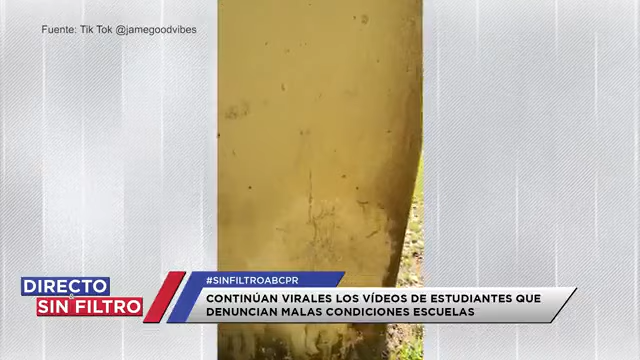 Fuente: Tik Tok @jamegoodvibes
#SINFILTROABCPR
DIRECTO
SIN FILTRO
CONTINÚAN VIRALES LOS VÍDEOS DE ESTUDIANTES QUE
DENUNCIAN MALAS CONDICIONES ESCUELAS